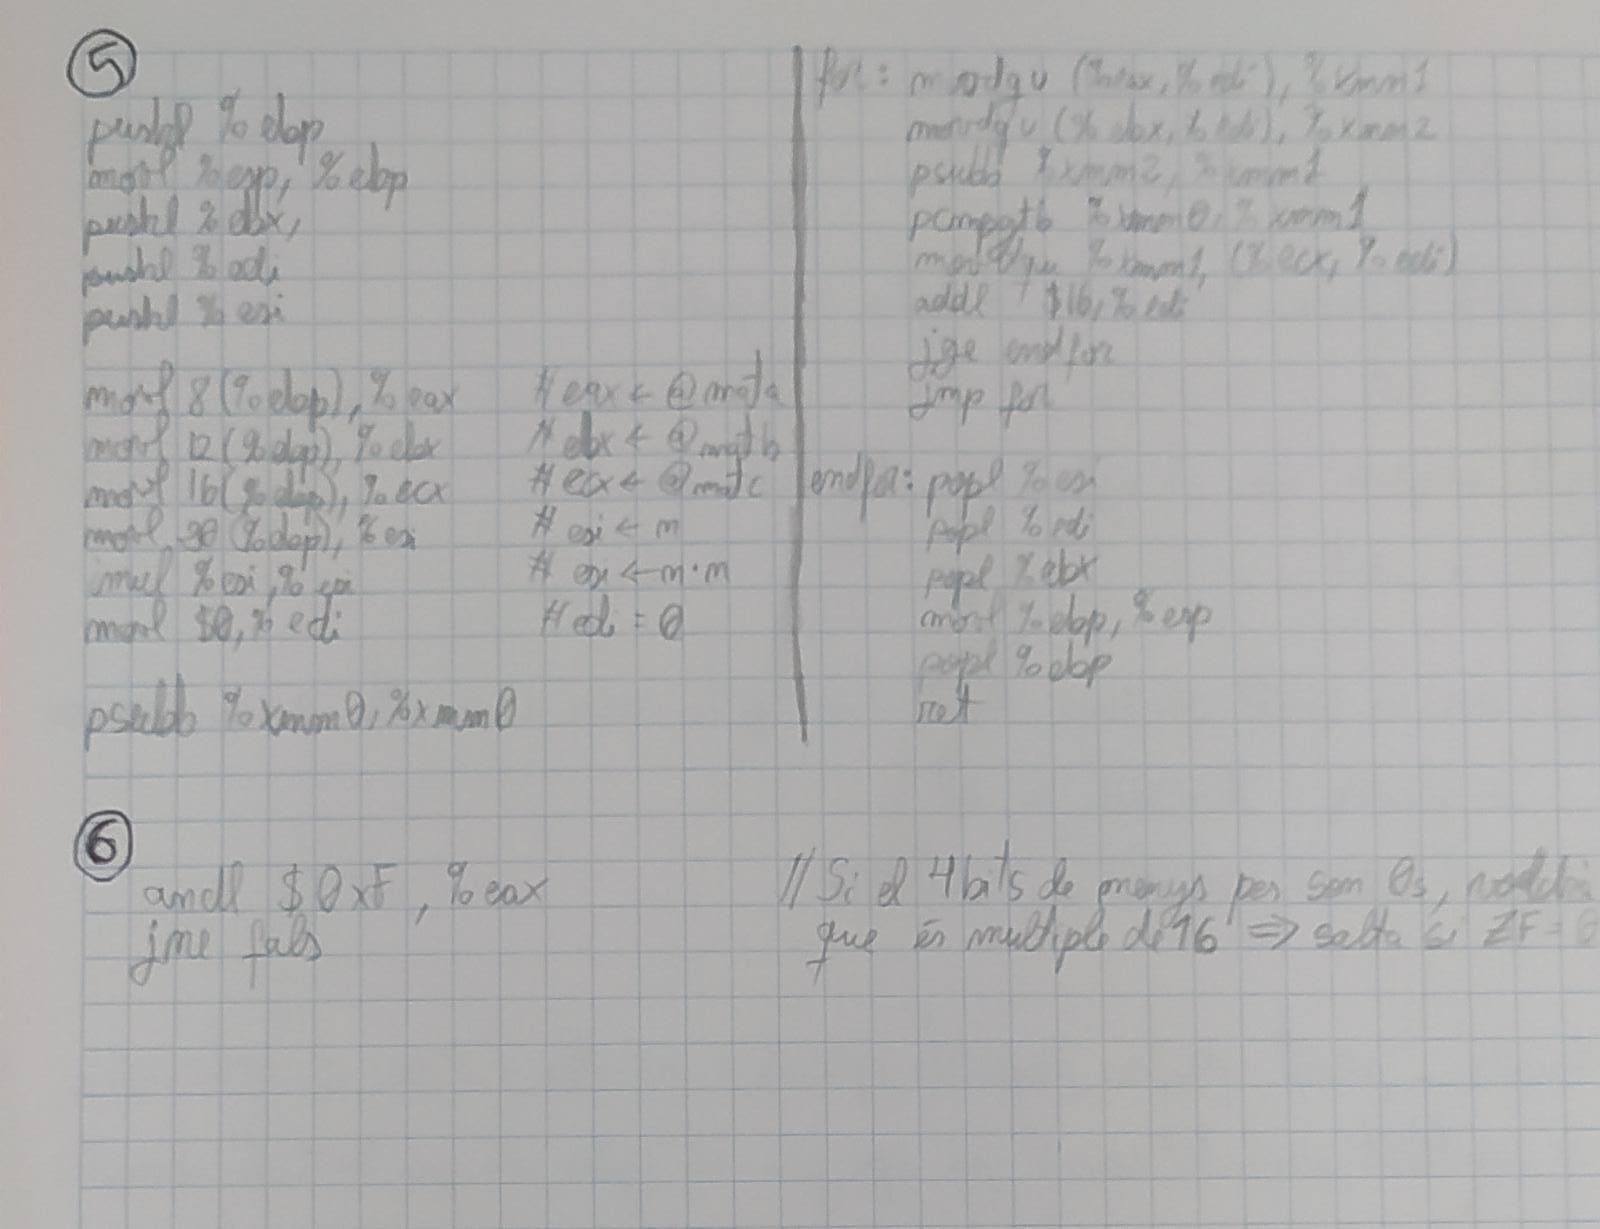 5
pushl %ebp
movl %esp, %ebp
pushl %ebx,
pushl %edi
pushl %esi
movl 8(%ebp), %eax # eax ← @mata
movl 12(%ebp), %ebx # ebx ← @matb
movl 16(%ebp), %ecx # ecx ← @matc
movl (%ebp), %esi # esi ← m
imul %esi, %esi # esi ← m·m
movl $0, %edi # edi = 0
psubb %xmm0, %xmm0
for: movdqu (%eax, %edi), %xmm1
movdqu (%ebx, %edi), %xmm2
psubb %xmm2, %xmm1
pcmpgtb %xmm0, %xmm1
movdqu %xmm1, (%ecx, %edi)
addl $16, %edi
jge endfor
jmp for
endfor: popl %esi
popl %edi
popl %ebx
movl %ebp, %esp
popl %ebp
ret
6
andl $0xF, %eax // Si el 4 bits de menys pes son 0s, voldrà
jne fals que és multiple de 16 ⇒ salta si ZF = 0